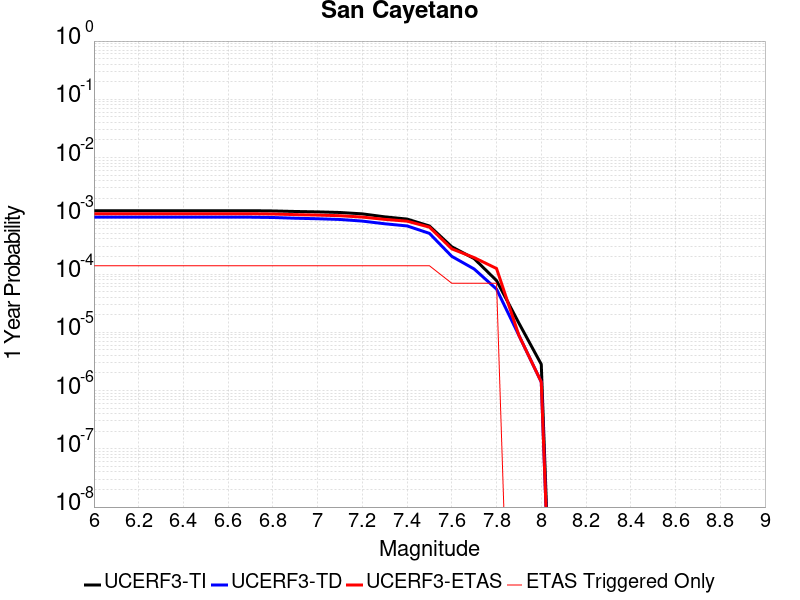 San Cayetano
10^0
10^-1
10^-2
10^-3
10^-4
10^-5
10^-6
10^-7
10^-8
1 Year Probability
6 6.2 6.4 6.6 6.8 7 7.2 7.4 7.6 7.8 8 8.2 8.4 8.6 8.8 9
Magnitude
UCERF3-TI UCERF3-TD UCERF3-ETAS ETAS Triggered Only